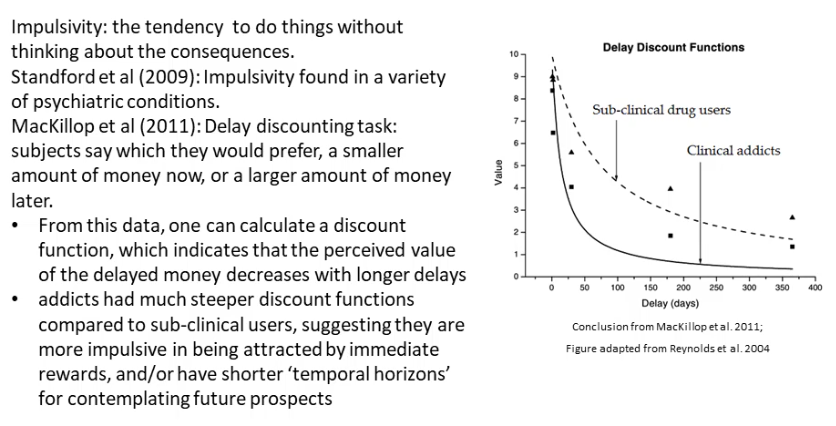 Impulsivity: the tendency to do things without
thinking about the consequences.
Standford et al (2009): Impulsivity found in a variety
of psychiatric conditions.
MacKillop et al (2011): Delay discounting task:
subjects say which they would prefer, a smaller
amount of money now, or a larger amount of money
later.
• From this data, one can calculate a discount
function, which indicates that the perceived value
of the delayed money decreases with longer delays
• addicts had much steeper discount functions
compared to sub-clinical users, suggesting they are
more impulsive in being attracted by immediate
rewards, and/or have shorter ‘temporal horizons’
for contemplating future prospects
Delay Discount Functions
10
9
8
7
6
5
4
3
2
1
0
Value
Sub-clinical drug users
Clinical addicts
0 50 100 150 200 250 300 350 400
Delay (days)
Conclusion from MacKillop et al. 2011;
Figure adapted from Reynolds et al. 2004